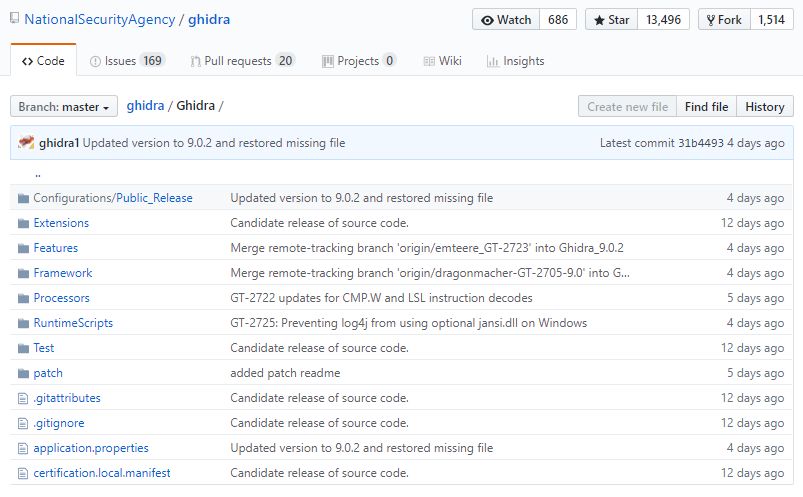 NationalSecurityAgency / ghidra Watch 686 Star 13,496 Fork 1,514
Code Issues 169 Pull requests 20 Projects 0 Wiki Insights
Branch: master ghidra / Ghidra / Create new file Find file History
ghidra1 Updated version to 9.0.2 and restored missing file Latest commit 31b4493 4 days ago
..
Configurations/Public_Release Updated version to 9.0.2 and restored missing file 4 days ago
Extensions Candidate release of source code. 12 days ago
Features Merge remote-tracking branch 'origin/emteere_GT-2723' into Ghidra_9.0.2 4 days ago
Framework Merge remote-tracking branch 'origin/dragonmacher-GT-2705-9.0' into G... 4 days ago
Processors GT-2722 updates for CMP.W and LSL instruction decodes 5 days ago
RuntimeScripts GT-2725: Preventing log4j from using optional jansi.dll on Windows 4 days ago
Test Candidate release of source code. 12 days ago
patch added patch readme 5 days ago
.gitattributes Candidate release of source code. 12 days ago
.gitignore Candidate release of source code. 12 days ago
application.properties Updated version to 9.0.2 and restored missing file 4 days ago
certification.local.manifest Candidate release of source code. 12 days ago